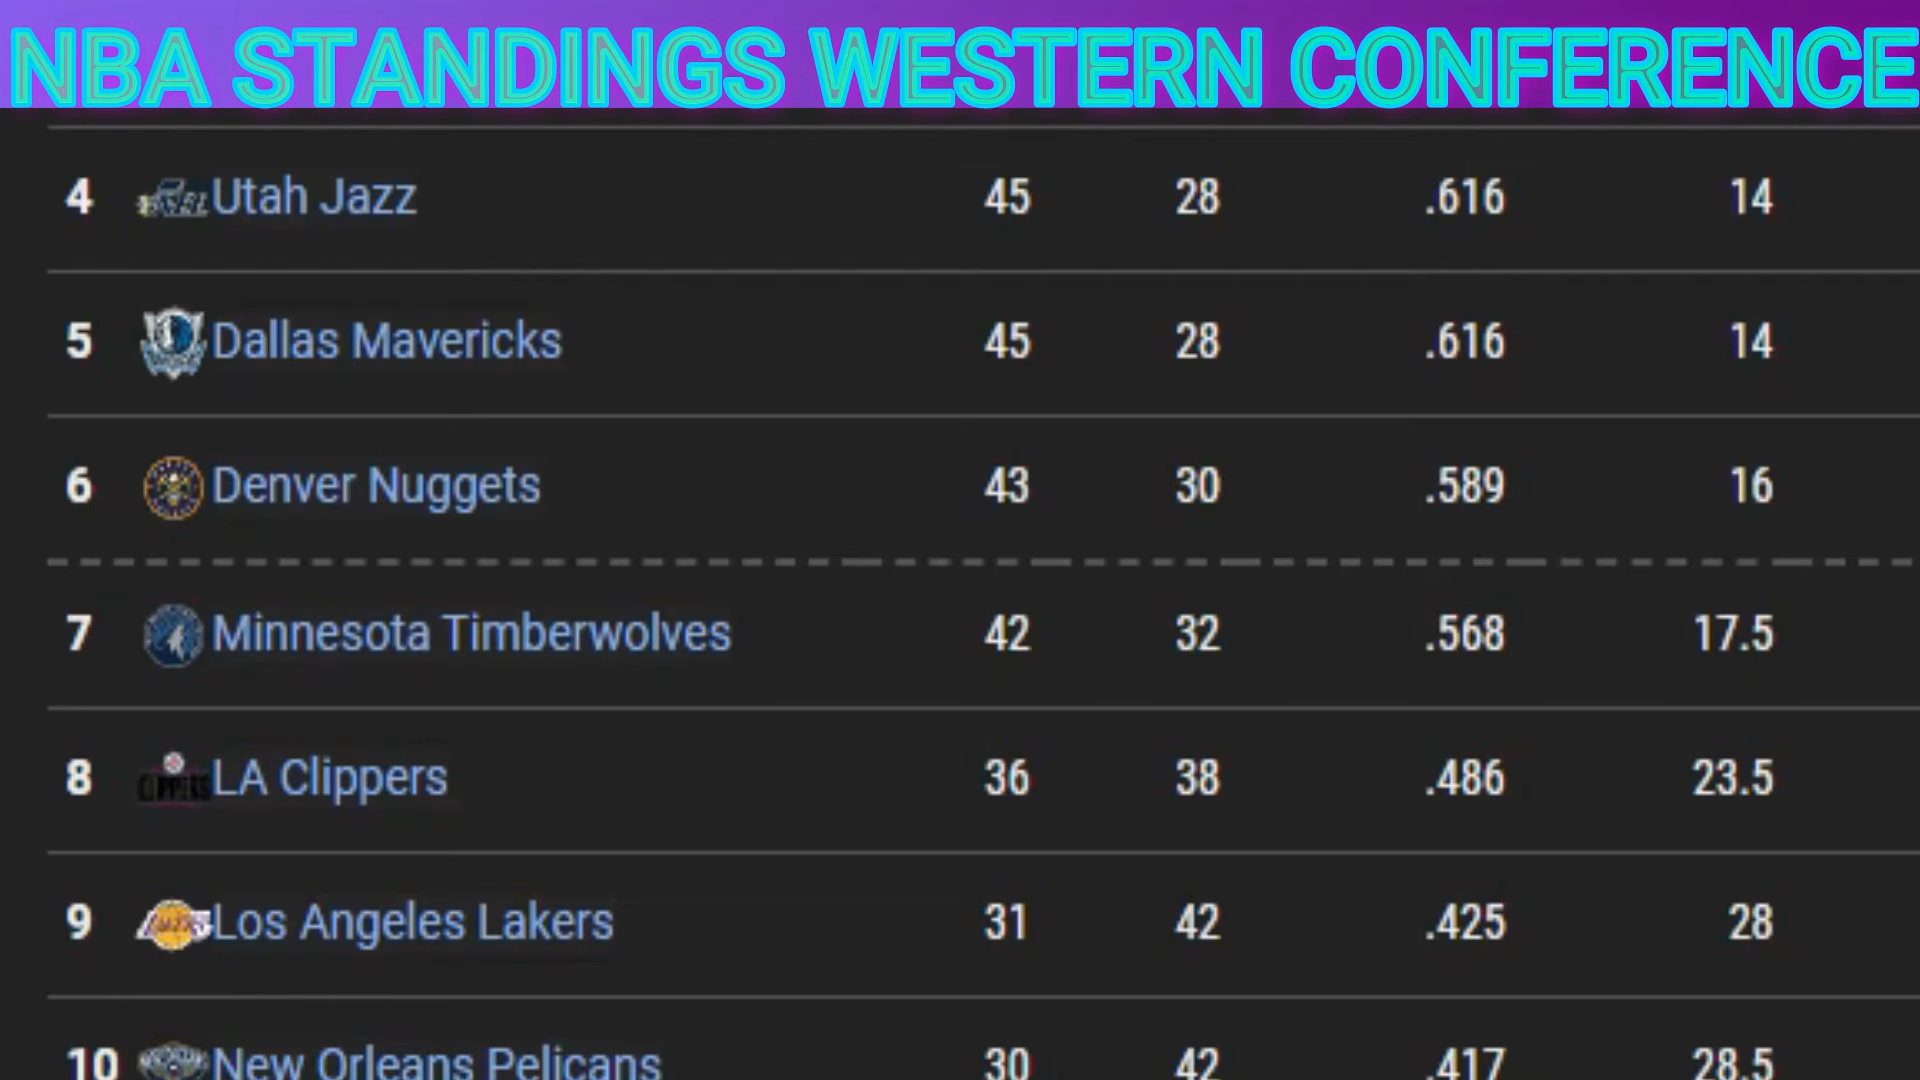 NBA STANDINGS WESTERN CONFERENCE
4 Utah Jazz 45 28 .616 14
5 Dallas Mavericks 45 28 .616 14
6 Denver Nuggets 43 30 .589 16
7 Minnesota Timberwolves 42 32 .568 17.5
8 LA Clippers 36 38 .486 23.5
9 Los Angeles Lakers 31 42 .425 28
10 New Orleans Pelicans 30 42 .417 28.5